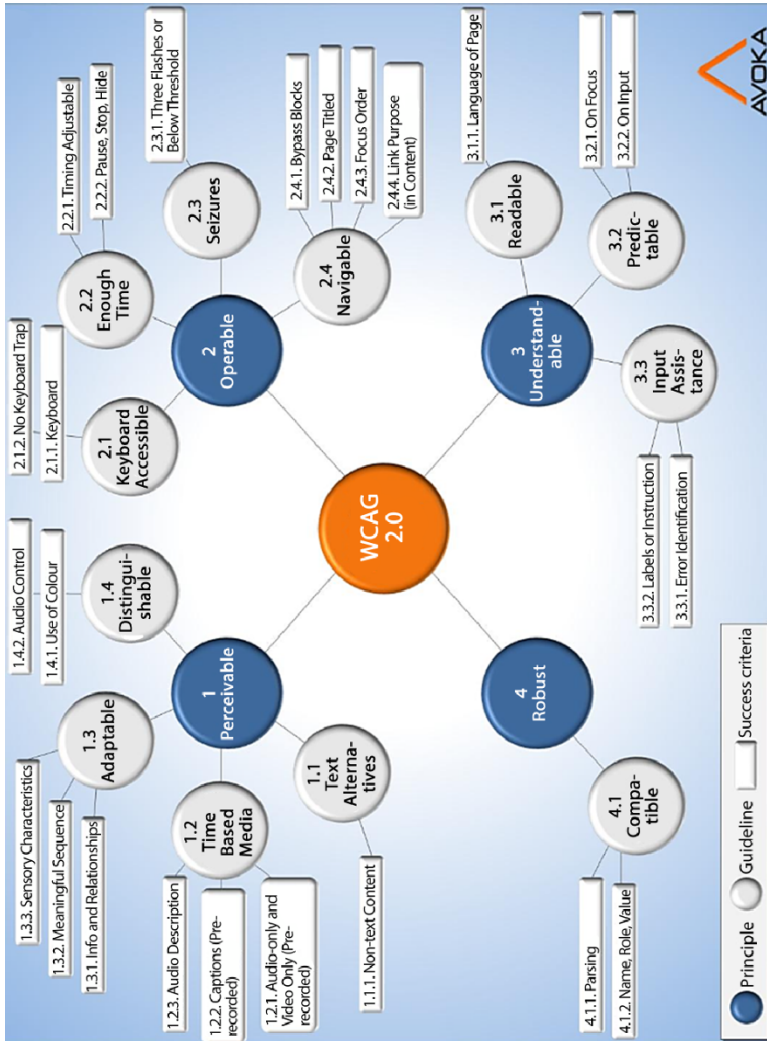 WCAG
2.0
1
Perceivable
1.1
Text
Alterna-
tives
1.1.1. Non-text Content
1.2
Time
Based
Media
1.2.3. Audio Description
1.2.2. Captions (Pre-
recorded)
1.2.1. Audio-only and
Video Only (Pre-
recorded)
1.3
Adaptable
1.3.3. Sensory Characteristics
1.3.2. Meaningful Sequence
1.3.1. Info and Relationships
1.4
Distingui-
shable
1.4.2. Audio Control
1.4.1. Use of Colour
2
Operable
2.1
Keyboard
Accessible
2.1.2. No Keyboard Trap
2.1.1. Keyboard
2.2
Enough
Time
2.2.1. Timing Adjustable
2.2.2. Pause, Stop, Hide
2.3
Seizures
2.3.1. Three Flashes or
Below Threshold
2.4
Navigable
2.4.1. Bypass Blocks
2.4.2. Page Titled
2.4.3. Focus Order
2.4.4. Link Purpose
(in Content)
3
Understand-
able
3.1
Readable
3.1.1. Language of Page
3.2
Predic-
table
3.2.1. On Focus
3.2.2. On Input
3.3
Input
Assis-
tance
3.3.2. Labels or Instruction
3.3.1. Error Identification
4
Robust
4.1
Compa-
tible
4.1.1. Parsing
4.1.2. Name, Role, Value
Principle
Guideline
Success criteria
AVOKA